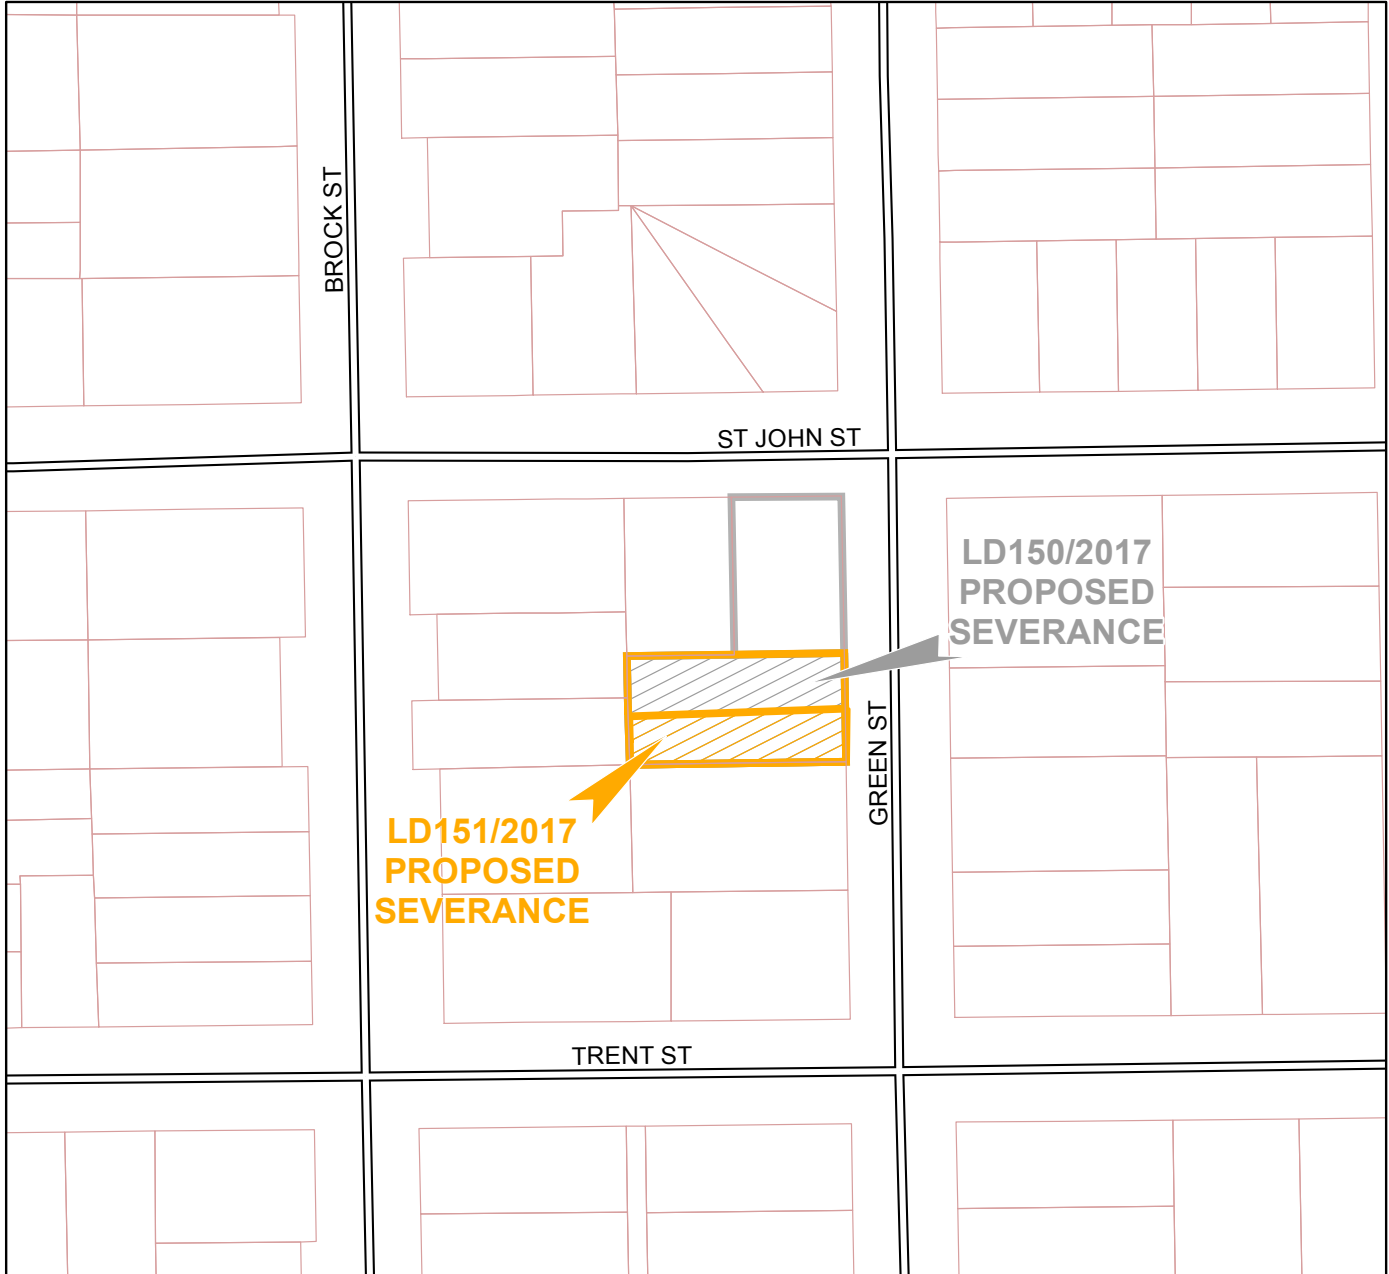 BROCK ST
ST JOHN ST
LD150/2017
PROPOSED
SEVERANCE
GREEN ST
LD151/2017
PROPOSED
SEVERANCE
TRENT ST